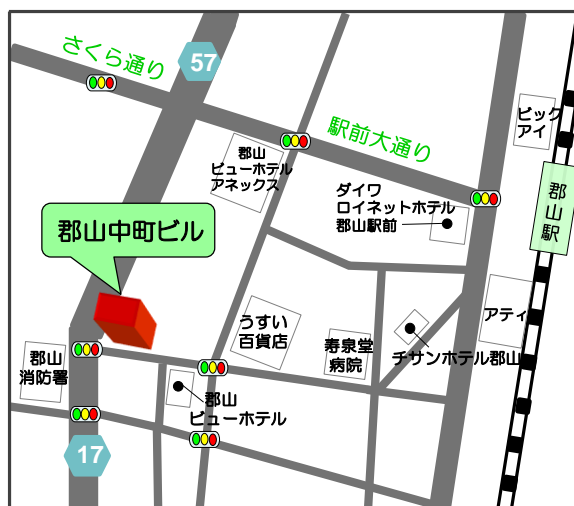 さくら通り
57
駅前大通り
ビック
アイ
郡山
ビューホテル
アネックス
ダイワ
ロイネットホテル
郡山駅前
郡山駅
郡山中町ビル
アティ
うすい
百貨店
寿泉堂
病院
チサンホテル郡山
郡山
消防署
郡山
ビューホテル
17